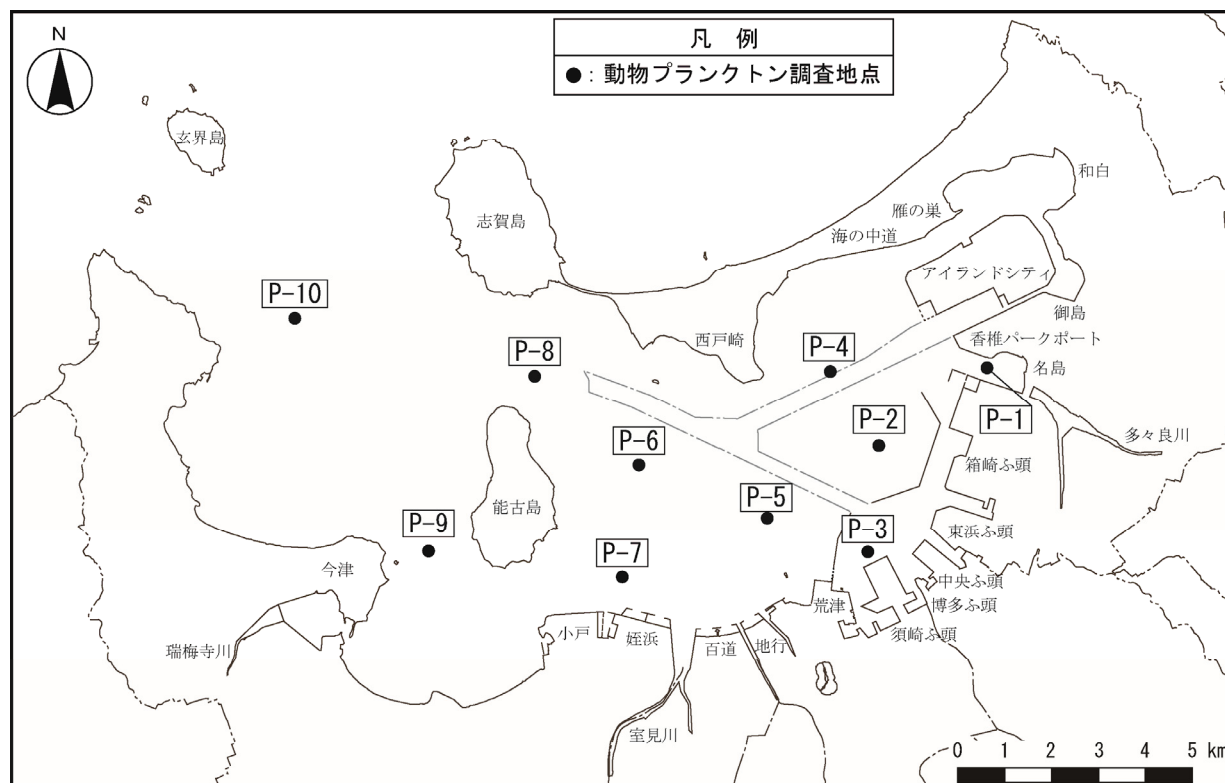 N
凡 例
●：動物プランクトン調査地点
玄界島
志賀島
和白
雁の巣
海の中道
アイランドシティ
P-10
御島
西戸崎
香椎パークポート
P-8
P-4
名島
P-1
P-2
多々良川
P-6
箱崎ふ頭
能古島
P-5
P-9
P-3
東浜ふ頭
P-7
今津
中央ふ頭
荒津
博多ふ頭
小戸
姪浜
百道
地行
須崎ふ頭
瑞梅寺川
室見川
0 1 2 3 4 5 km